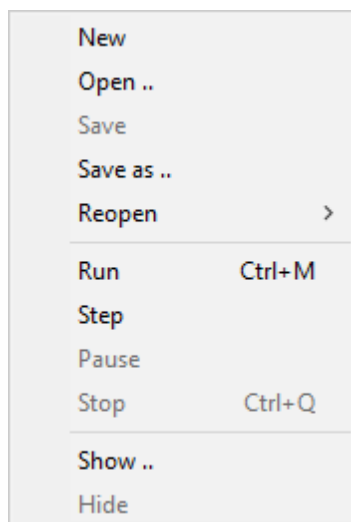 New
Open ..
Save
Save as ..
Reopen >
Run Ctrl+M
Step
Pause
Stop Ctrl+Q
Show ..
Hide